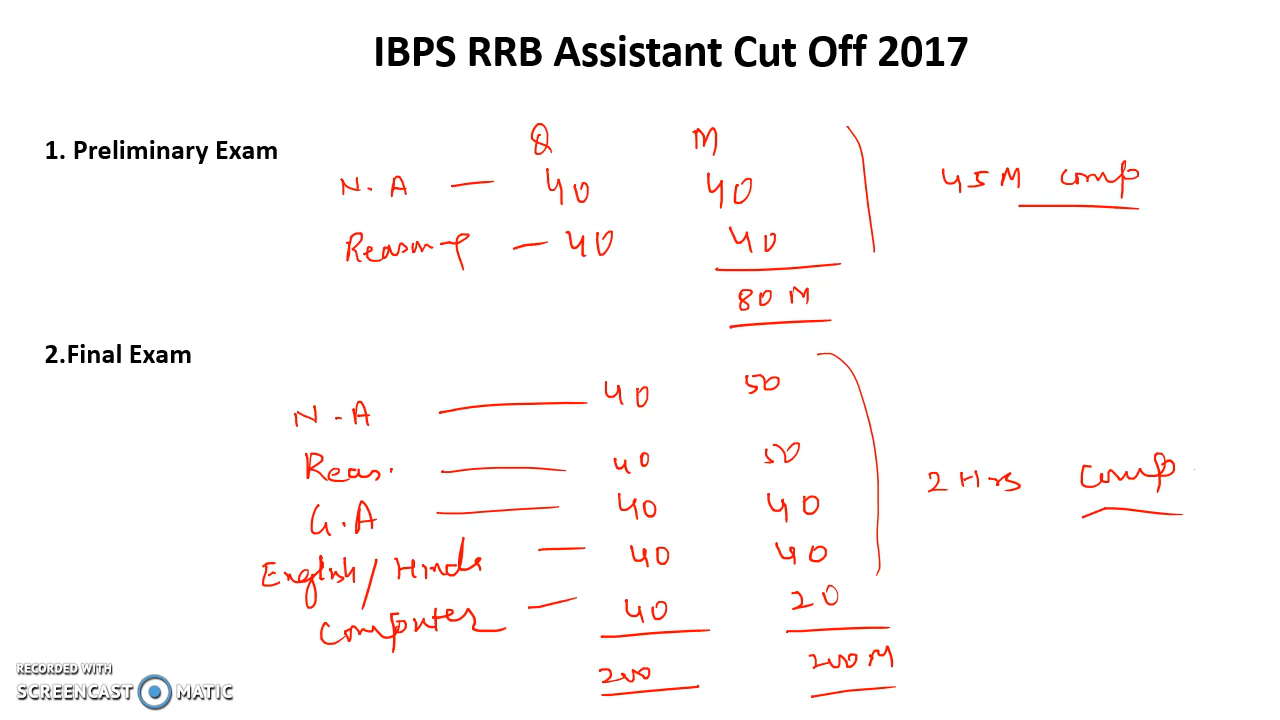 IBPS RRB Assistant Cut Off 2017
1. Preliminary Exam
Q M
N.A — 40 40
Reason — 40 40
45 M comp
80 M
2.Final Exam
N-A — 40 50
Reas. — 40 50
G.A — 40 40
English/Hindi — 40 40
Computer — 40 20
2 Hrs comp
200 200 M
RECORDED WITH
SCREENCAST MATIC